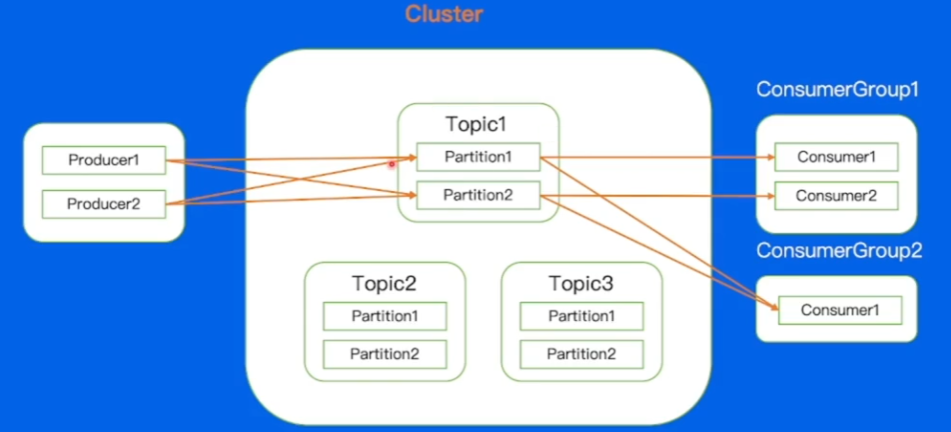 Cluster
Producer1
Producer2
Topic1
Partition1
Partition2
Topic2
Partition1
Partition2
Topic3
Partition1
Partition2
ConsumerGroup1
Consumer1
Consumer2
ConsumerGroup2
Consumer1